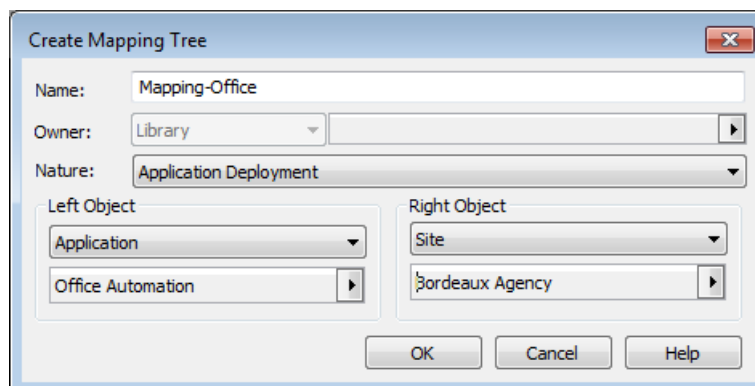 Create Mapping Tree
Name: Mapping-Office
Owner: Library
Nature: Application Deployment
Left Object Right Object
Application Site
Office Automation Bordeaux Agency
OK Cancel Help